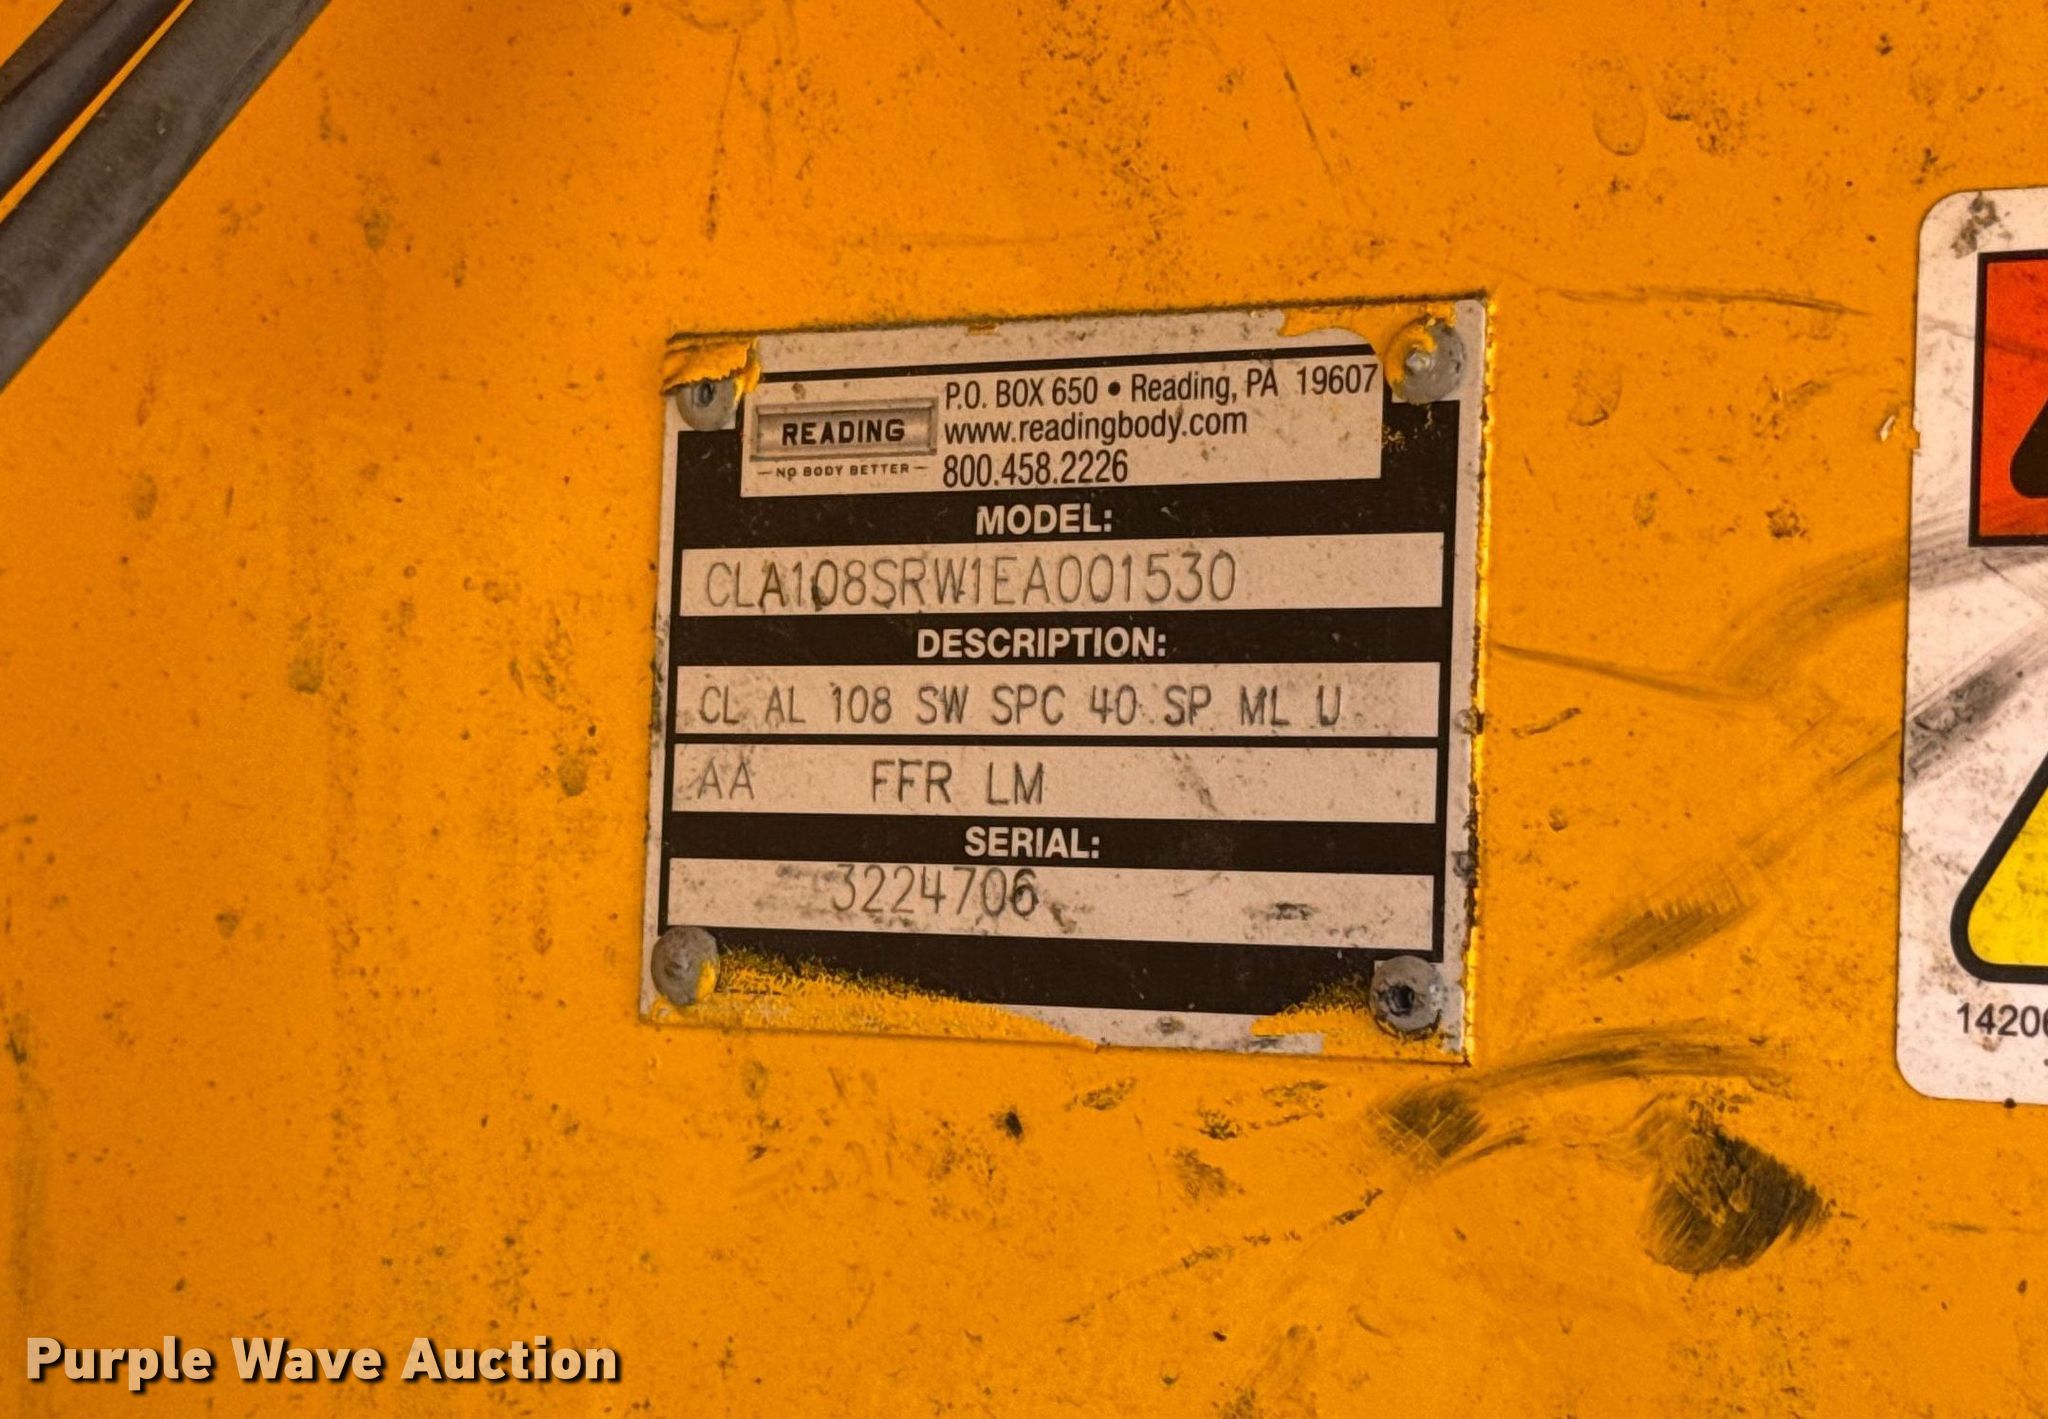 P.O. BOX 650 • Reading, PA 19607
READING
www.readingbody.com
— NO BODY BETTER —
800.458.2226
MODEL:
CLA108SRW1EA001530
DESCRIPTION:
CL AL 108 SW SPC 40 SP ML U
AA FFR LM
SERIAL:
3224706
Purple Wave Auction